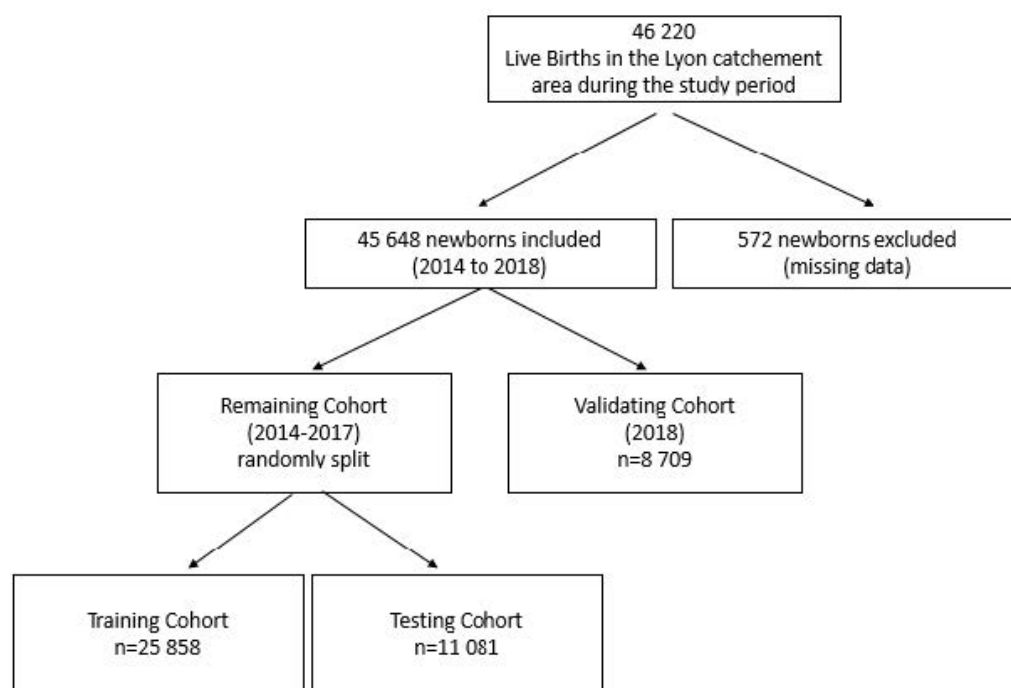 46 220
Live Births in the Lyon catchement
area during the study period
45 648 newborns included
(2014 to 2018)
572 newborns excluded
(missing data)
Remaining Cohort
(2014-2017)
randomly split
Validating Cohort
(2018)
n=8 709
Training Cohort
n=25 858
Testing Cohort
n=11 081